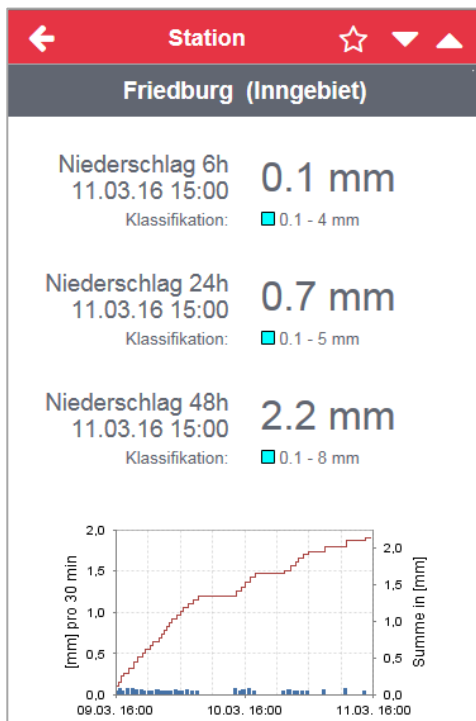 Station
Friedburg (Inngebiet)
Niederschlag 6h
11.03.16 15:00
0.1 mm
Klassifikation:
0.1 - 4 mm
Niederschlag 24h
11.03.16 15:00
0.7 mm
Klassifikation:
0.1 - 5 mm
Niederschlag 48h
11.03.16 15:00
2.2 mm
Klassifikation:
0.1 - 8 mm
[mm] pro 30 min
2,0
1,5
1,0
0,5
0,0
2,0
1,5
1,0
0,5
0,0
Summe in [mm]
09.03. 16:00
10.03. 16:00
11.03. 16:00